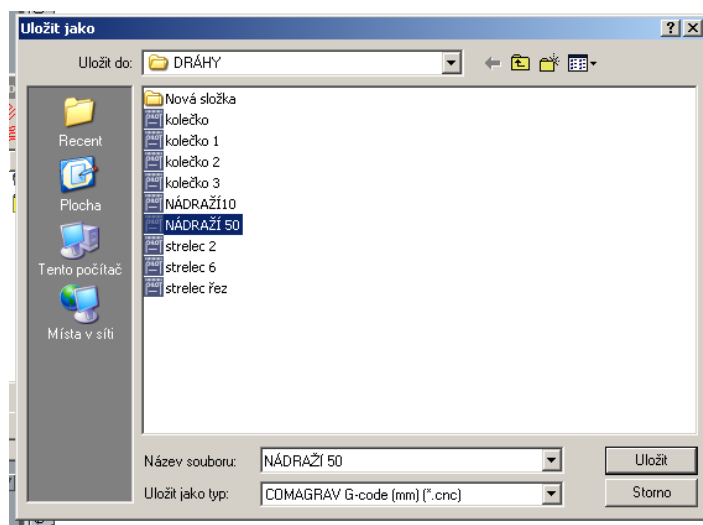 Uložit jako
Uložit do: DRÁHY
Nová složka
kolečko
kolečko 1
kolečko 2
kolečko 3
NÁDRAŽÍ10
NÁDRAŽÍ 50
strelec 2
strelec 6
strelec řez
Recent
Plocha
Tento počítač
Místa v síti
Název souboru: NÁDRAŽÍ 50 Uložit
Uložit jako typ: COMAGRAV G-code (mm) (*.cnc) Storno